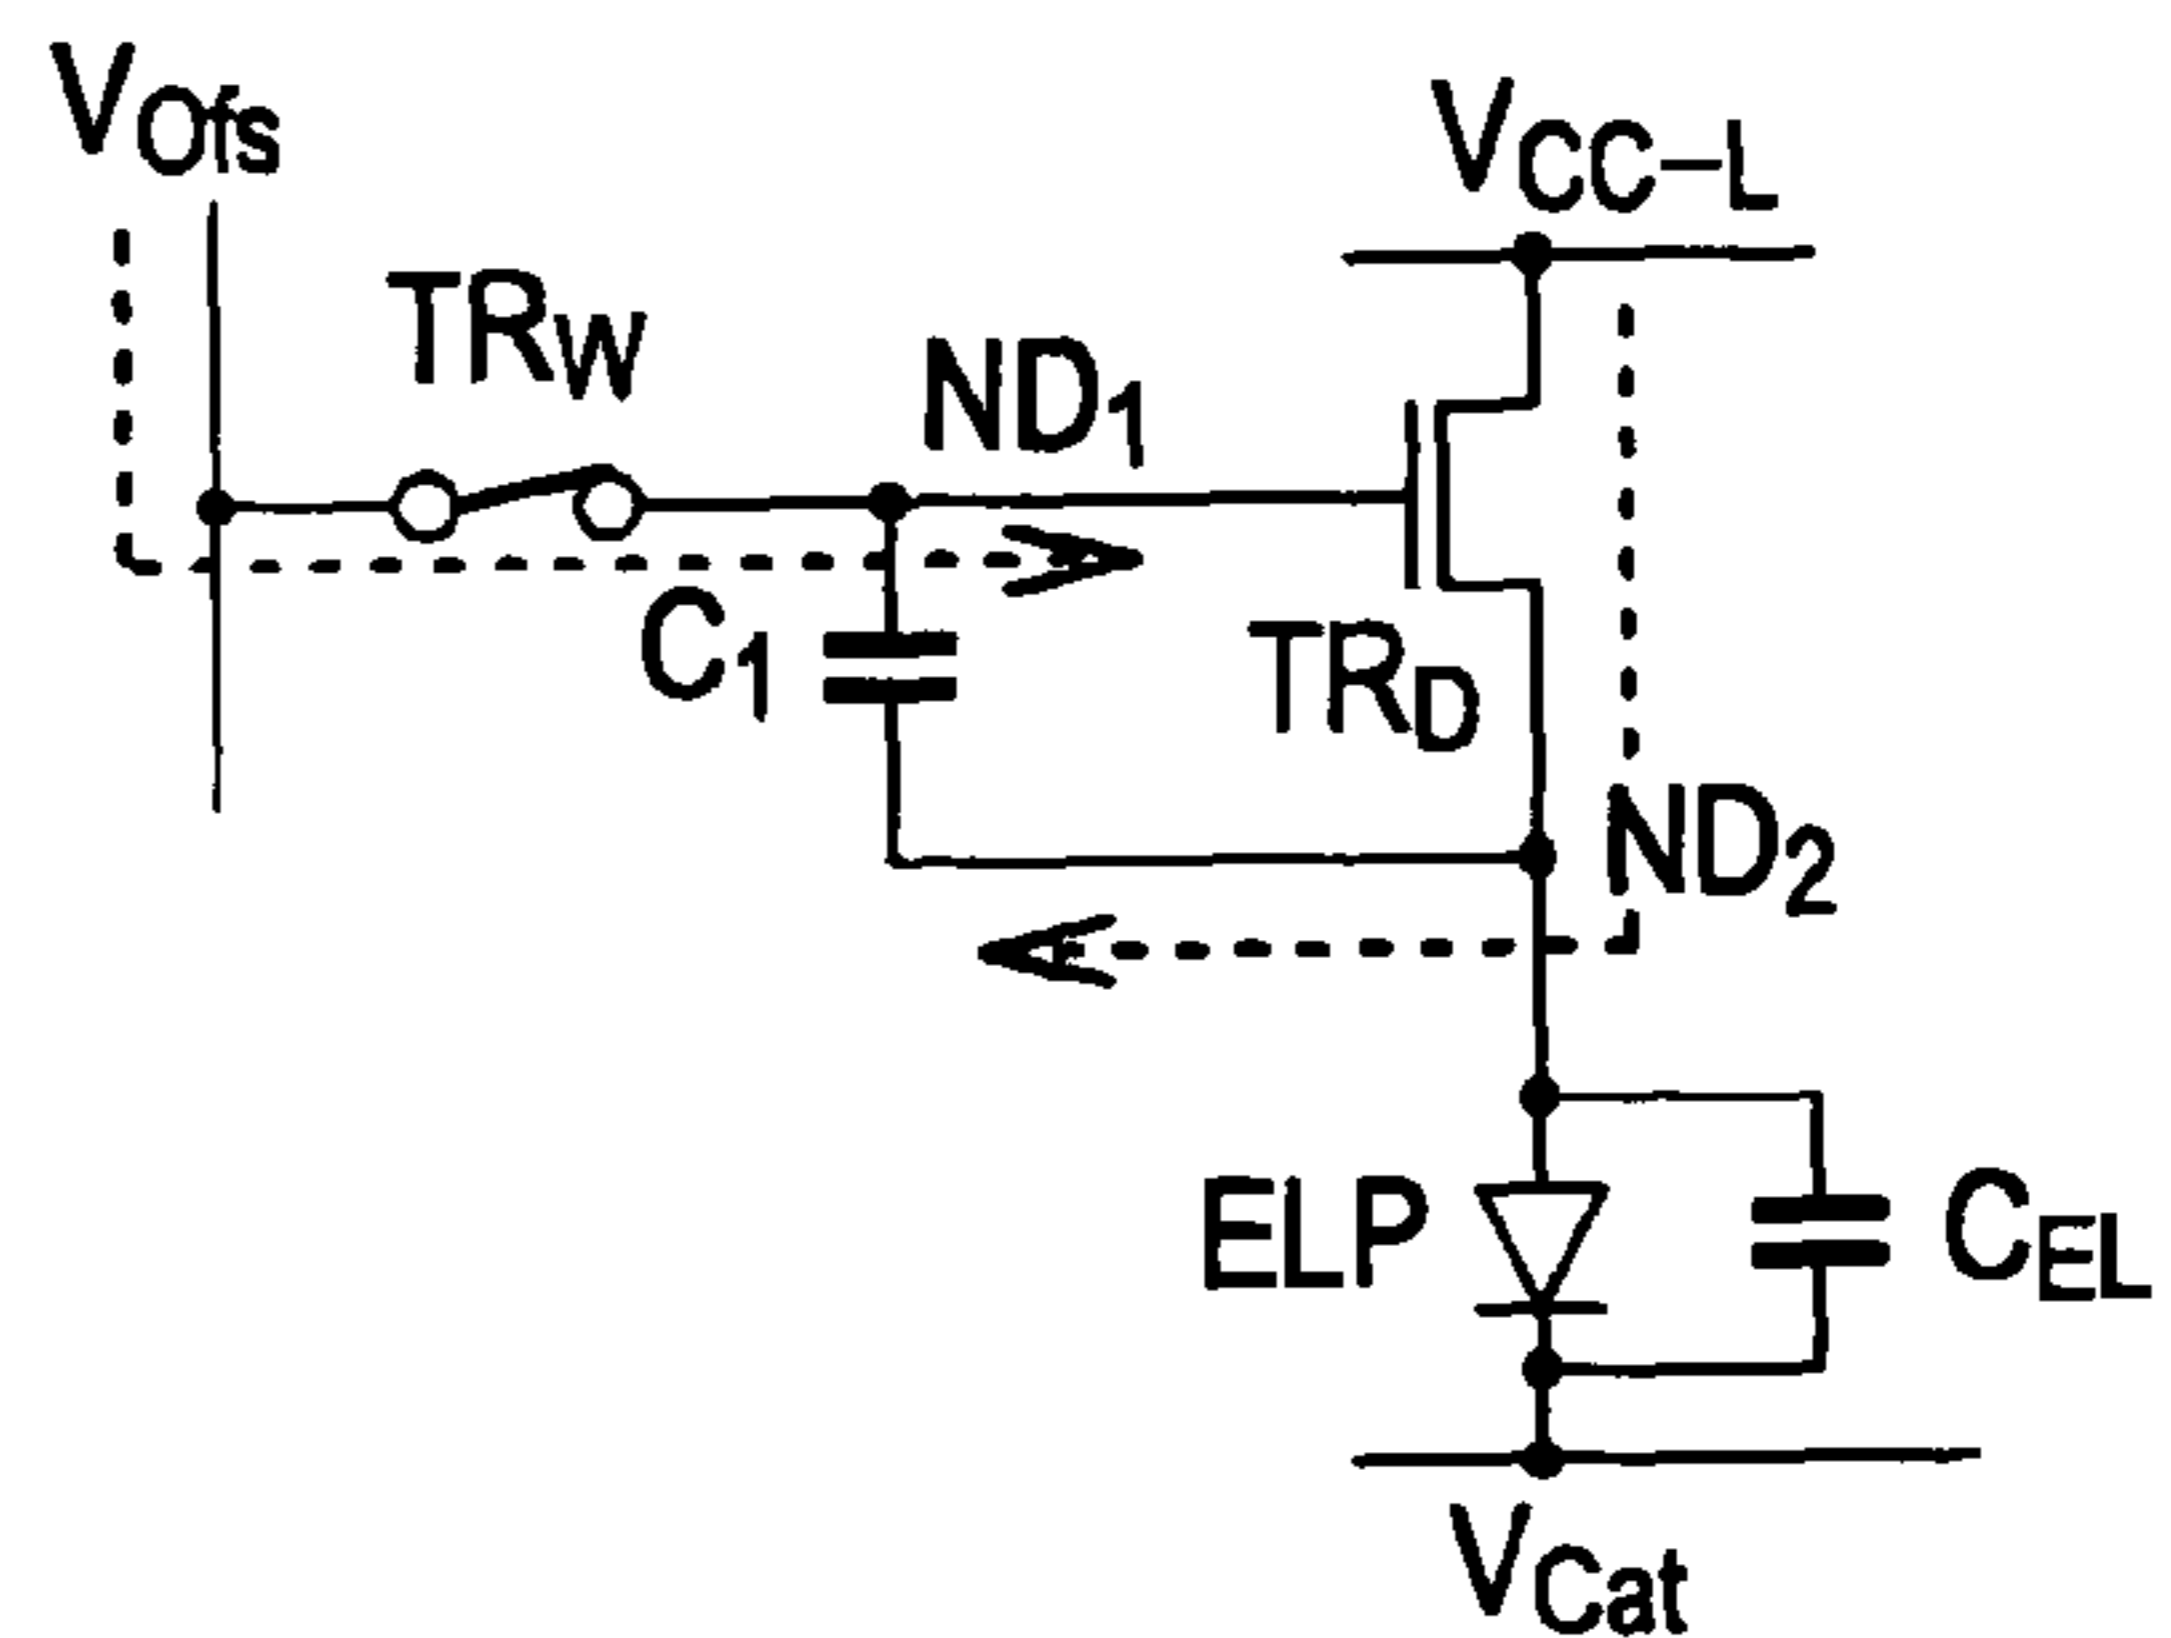 VOfs
VCC-L
TRW
ND1
C1
TRD
ND2
ELP
CEL
VCat